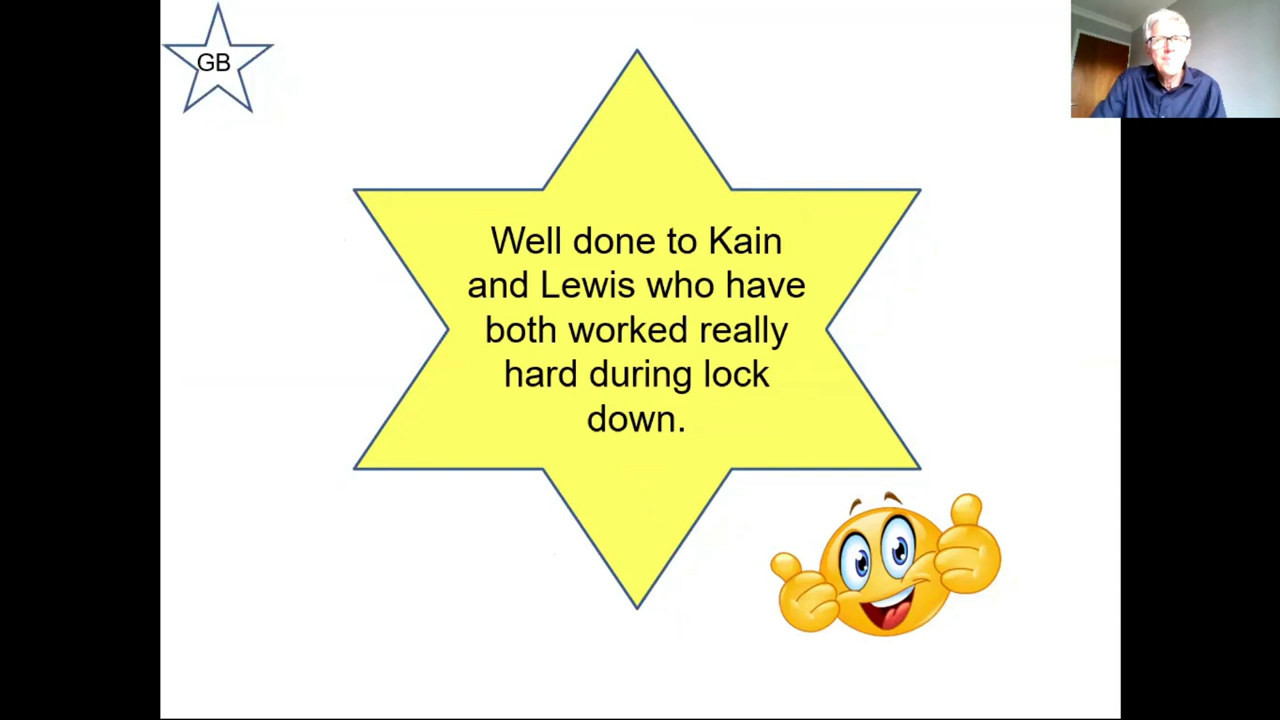 GB
Well done to Kain
and Lewis who have
both worked really
hard during lock
down.